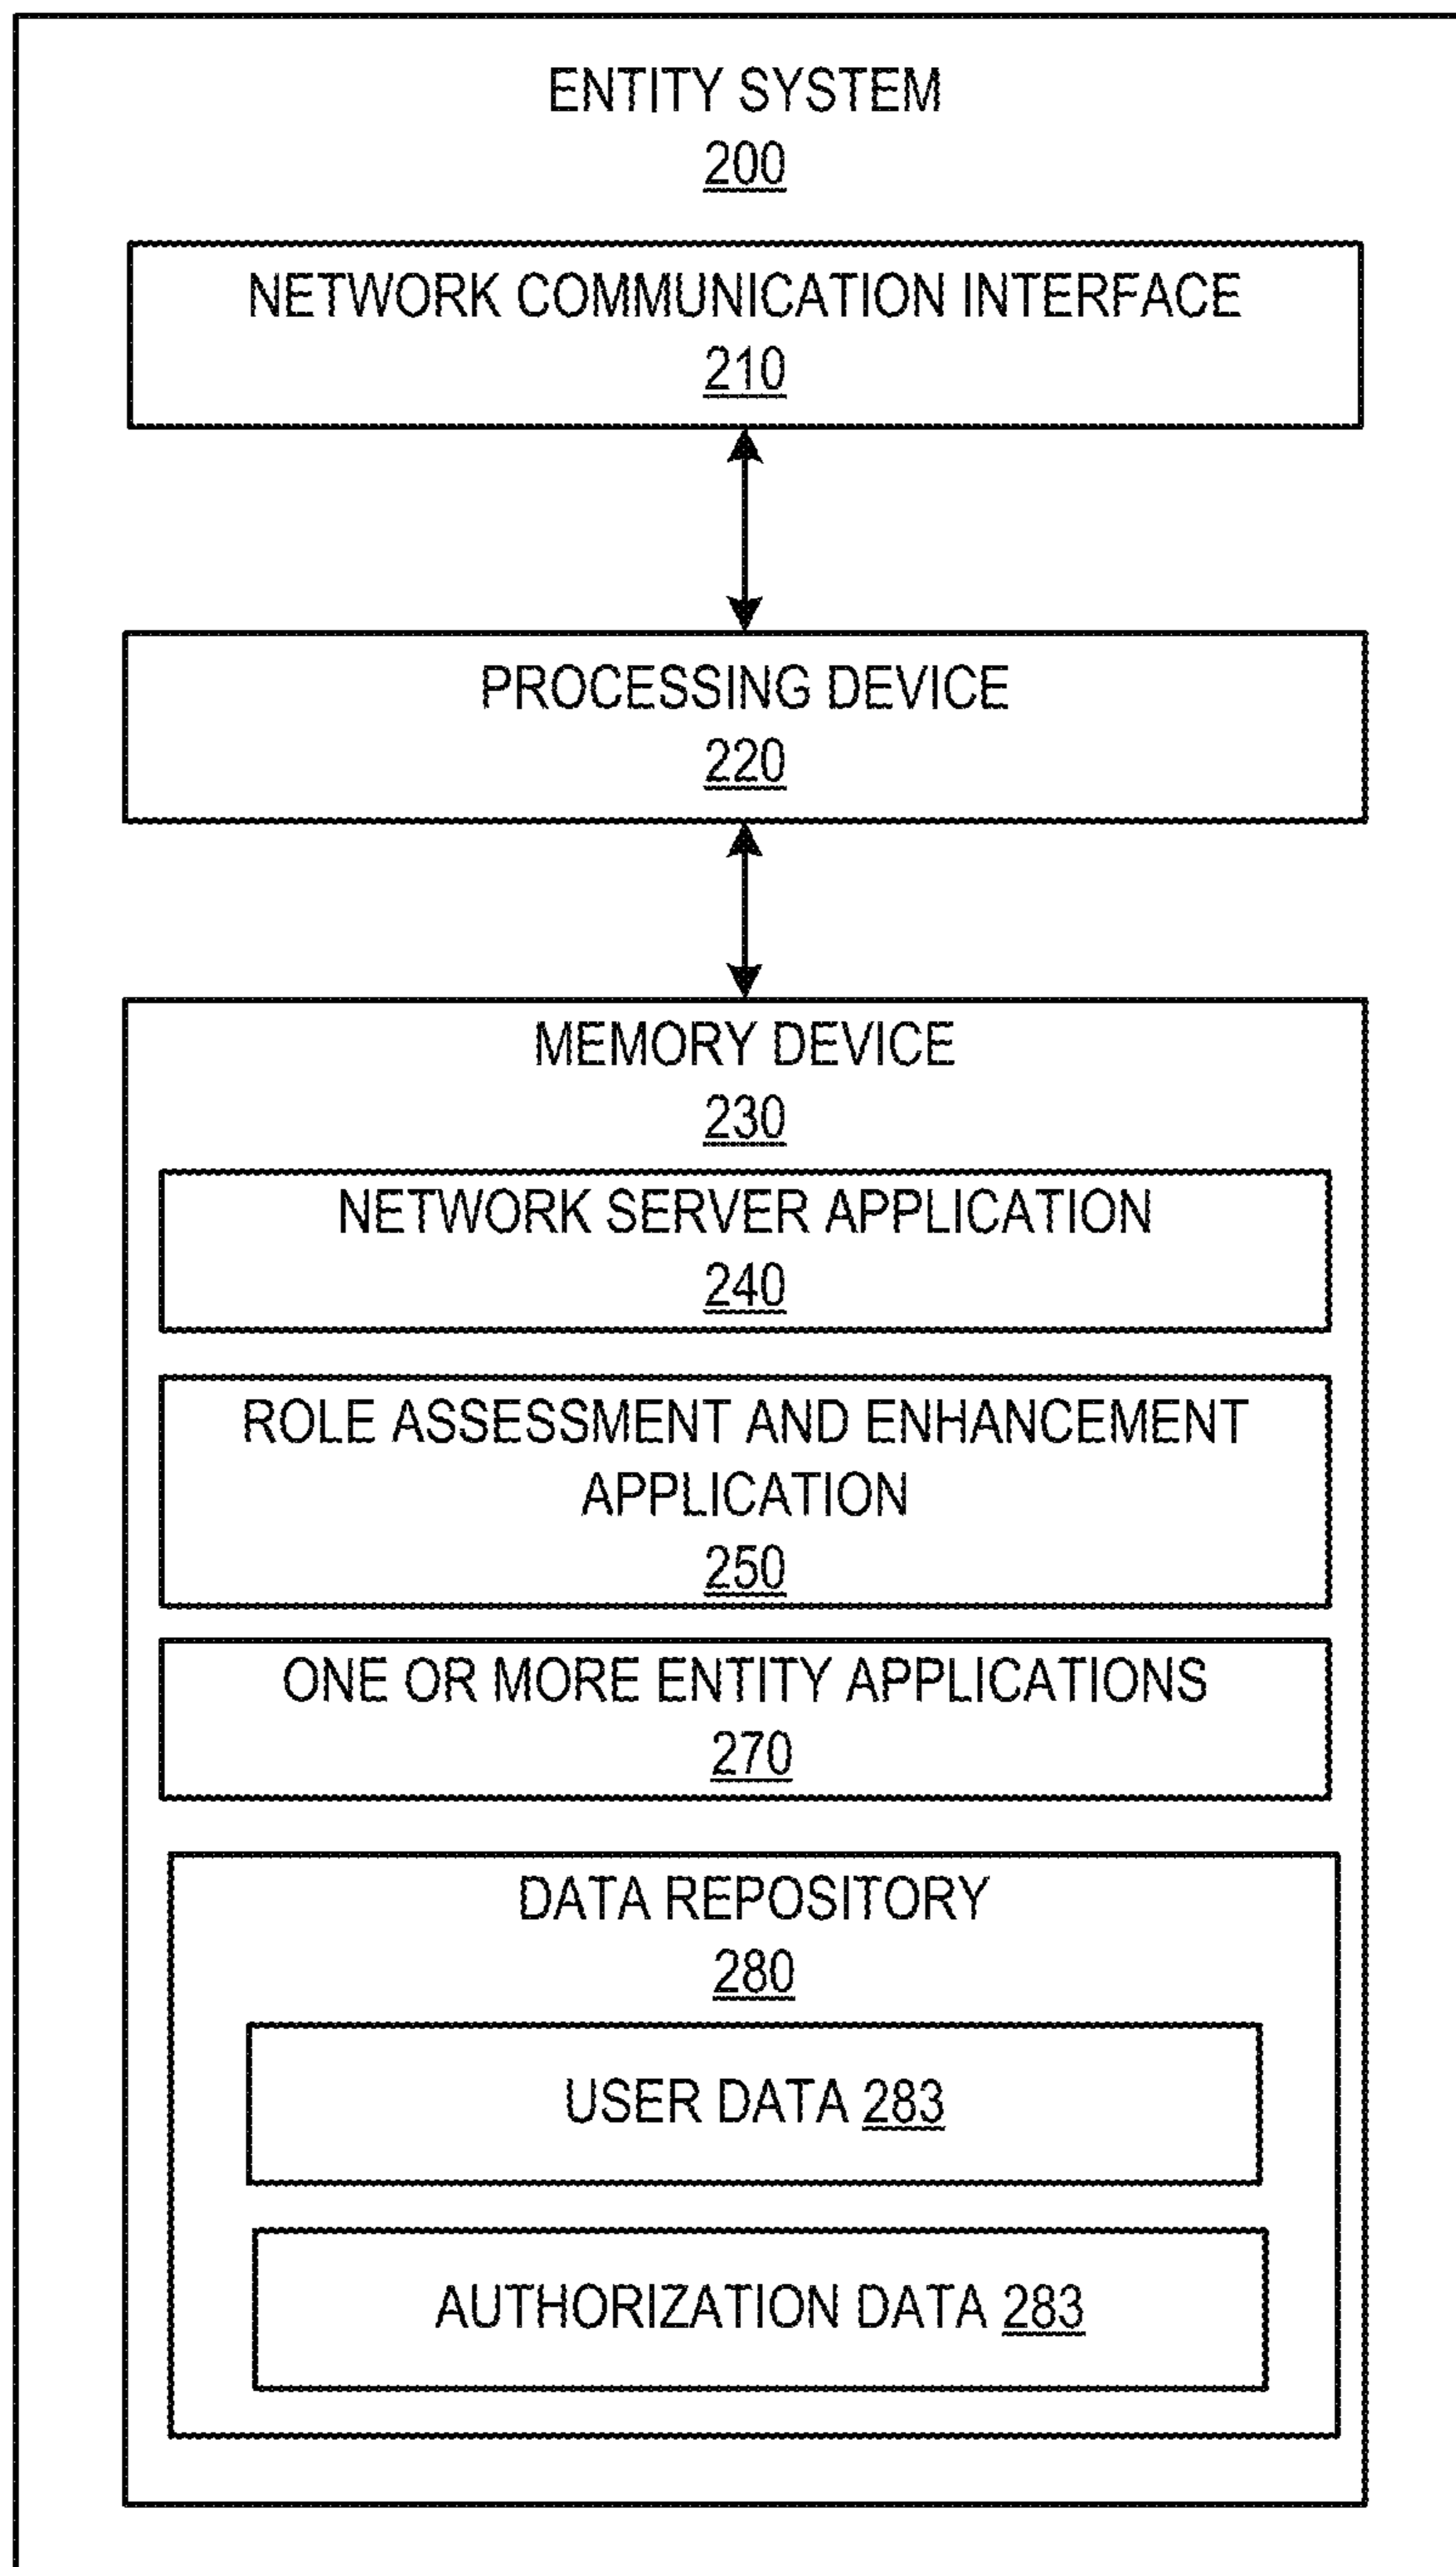 ENTITY SYSTEM
200
NETWORK COMMUNICATION INTERFACE
210
PROCESSING DEVICE
220
MEMORY DEVICE
230
NETWORK SERVER APPLICATION
240
ROLE ASSESSMENT AND ENHANCEMENT
APPLICATION
250
ONE OR MORE ENTITY APPLICATIONS
270
DATA REPOSITORY
280
USER DATA 283
AUTHORIZATION DATA 283